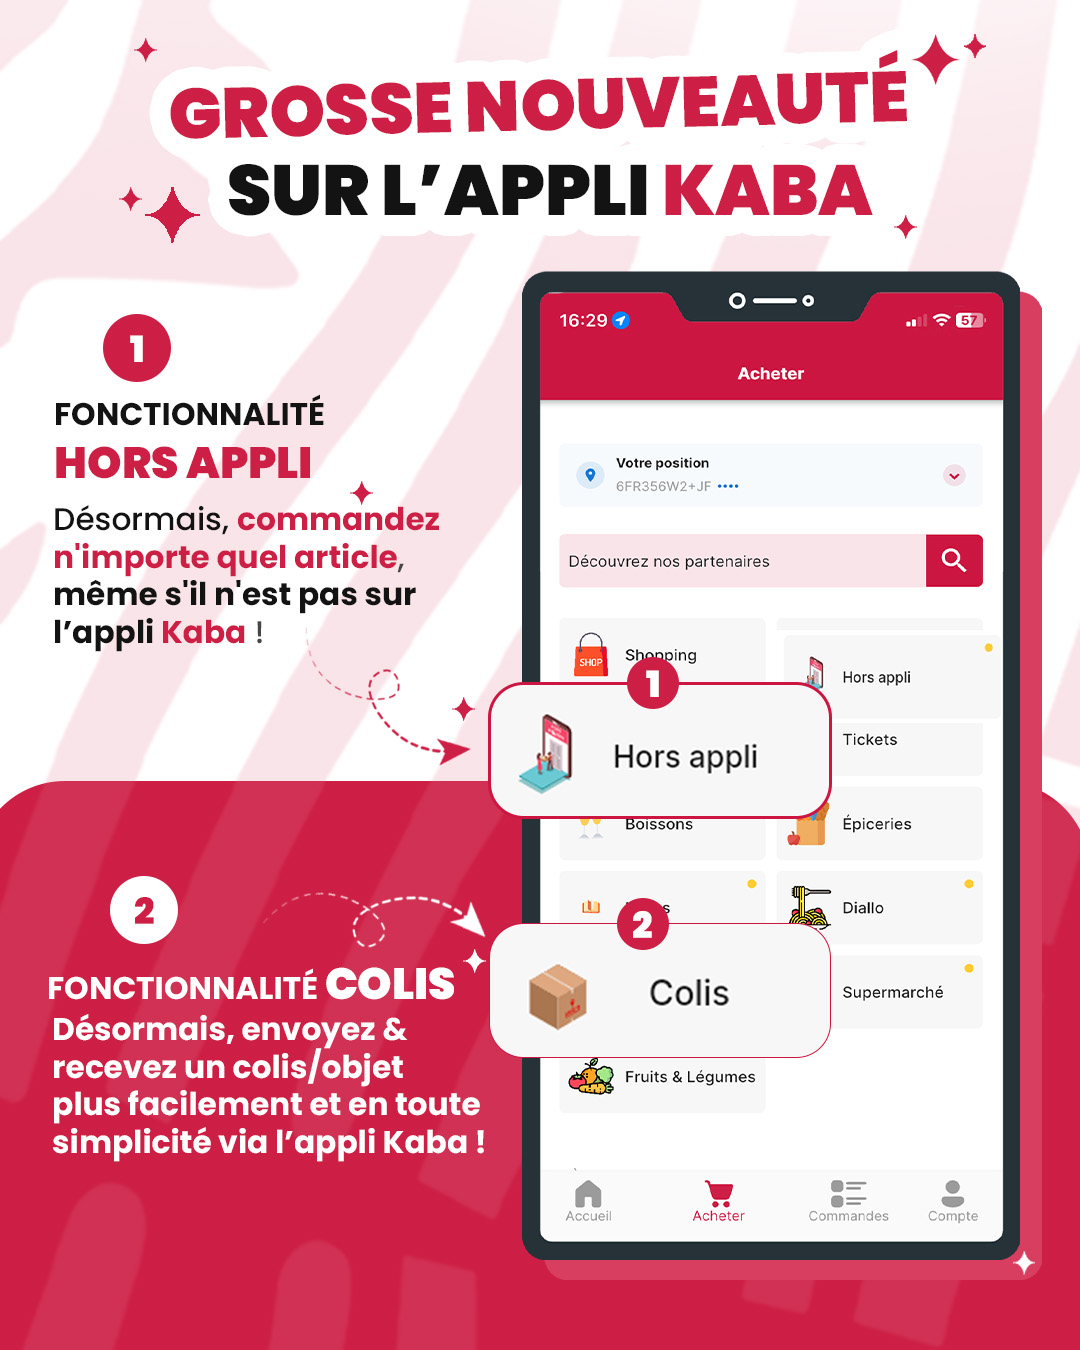 GROSSE NOUVEAUTÉ
SUR L’APPLI KABA
1
FONCTIONNALITÉ
HORS APPLI
Désormais, commandez
n'importe quel article,
même s'il n'est pas sur
l’appli Kaba !
2
FONCTIONNALITÉ COLIS
Désormais, envoyez &
recevez un colis/objet
plus facilement et en toute
simplicité via l’appli Kaba !
16:29
57
Acheter
Votre position
6FR356W2+JF
Découvrez nos partenaires
SHOP
Shopping
Hors appli
1
Hors appli
Tickets
Boissons
Épiceries
Diallo
2
Colis
Supermarché
Fruits & Légumes
Accueil
Acheter
Commandes
Compte